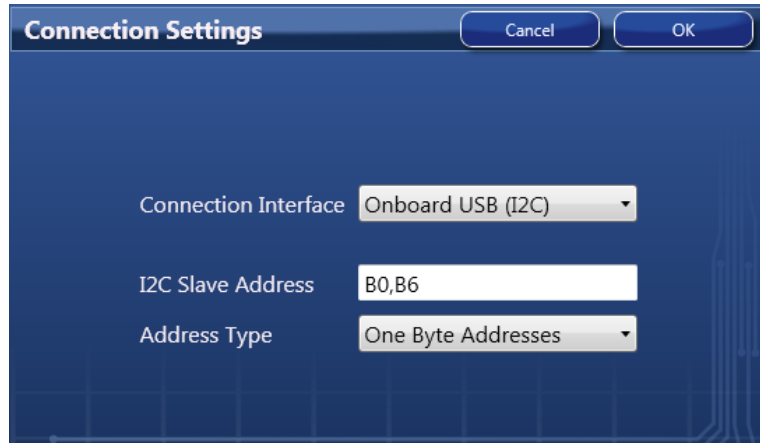 Connection Settings
Cancel
OK
Connection Interface
Onboard USB (I2C)
I2C Slave Address
B0,B6
Address Type
One Byte Addresses